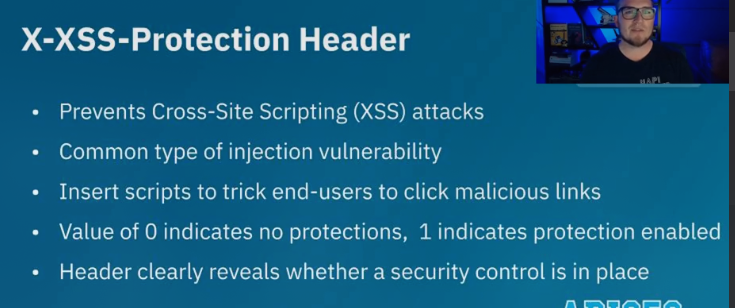 X-XSS-Protection Header
• Prevents Cross-Site Scripting (XSS) attacks
• Common type of injection vulnerability
• Insert scripts to trick end-users to click malicious links
• Value of 0 indicates no protections, 1 indicates protection enabled
• Header clearly reveals whether a security control is in place